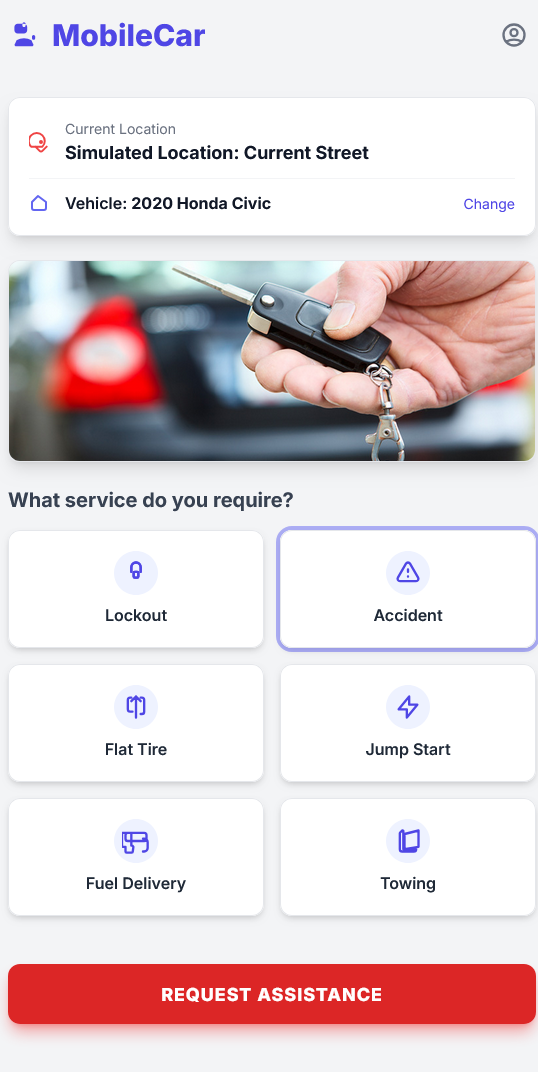 MobileCar
Current Location
Simulated Location: Current Street
Vehicle: 2020 Honda Civic
Change
What service do you require?
Lockout
Accident
Flat Tire
Jump Start
Fuel Delivery
Towing
REQUEST ASSISTANCE